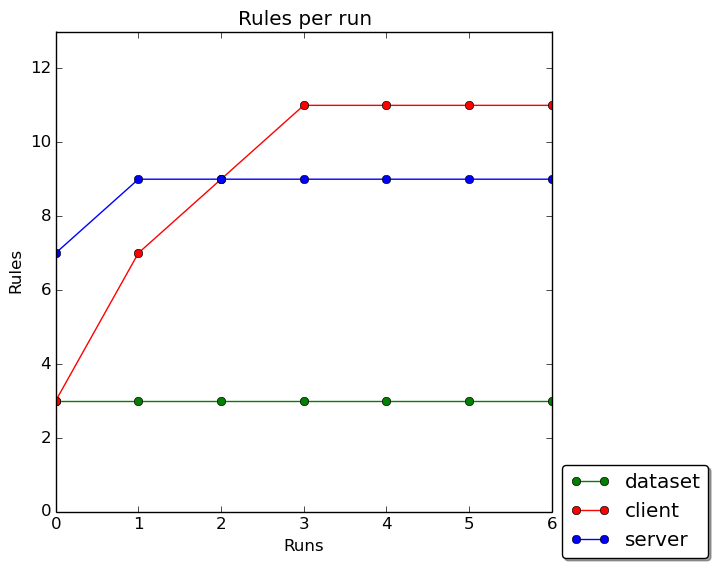 Rules per run
12
10
8
6
4
2
0
Rules
0 1 2 3 4 5 6
Runs
dataset
client
server